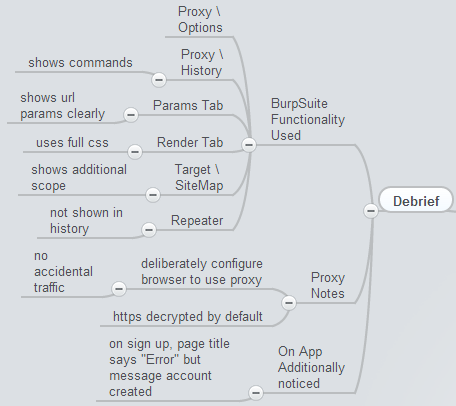 Proxy \
Options
Proxy \
History
shows commands
Params Tab
shows url
params clearly
Render Tab
uses full css
Target \
SiteMap
shows additional
scope
Repeater
not shown in
history
BurpSuite
Functionality
Used
Debrief
Proxy
Notes
deliberately configure
browser to use proxy
no
accidental
traffic
https decrypted by default
On App
Additionally
noticed
on sign up, page title
says "Error" but
message account
created